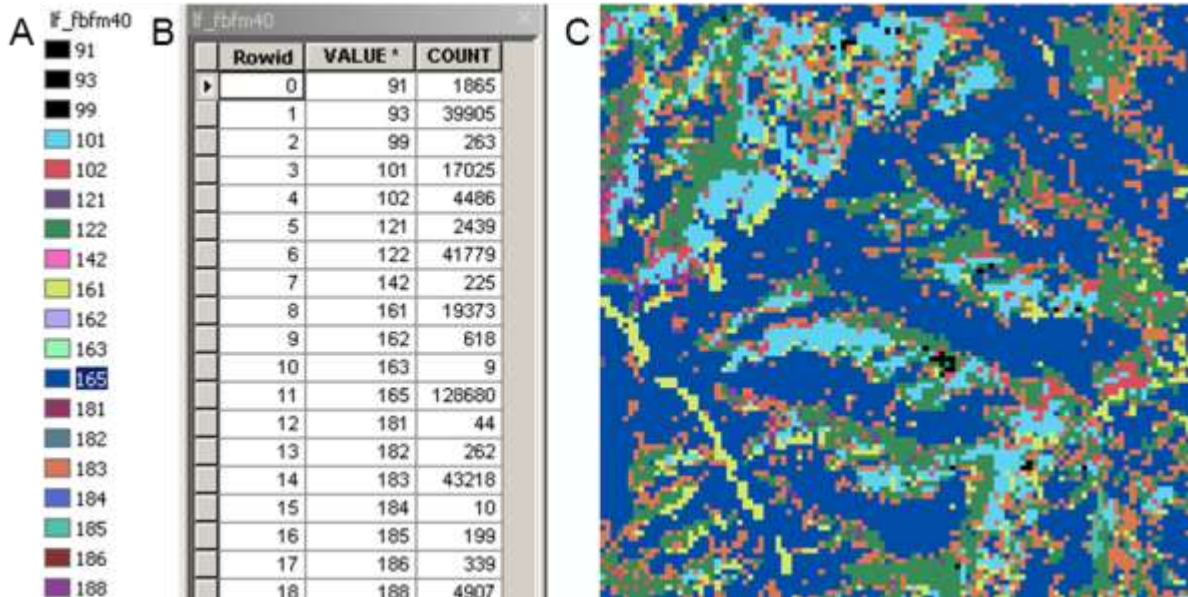 A
lf_fbfm40
91
93
99
101
102
121
122
142
161
162
163
165
181
182
183
184
185
186
188
B
lf_fbfm40
Rowid VALUE * COUNT
0 91 1865
1 93 39905
2 99 263
3 101 17025
4 102 4486
5 121 2439
6 122 41779
7 142 225
8 161 19373
9 162 618
10 163 9
11 165 128680
12 181 44
13 182 262
14 183 43218
15 184 10
16 185 199
17 186 339
18 188 4907
C